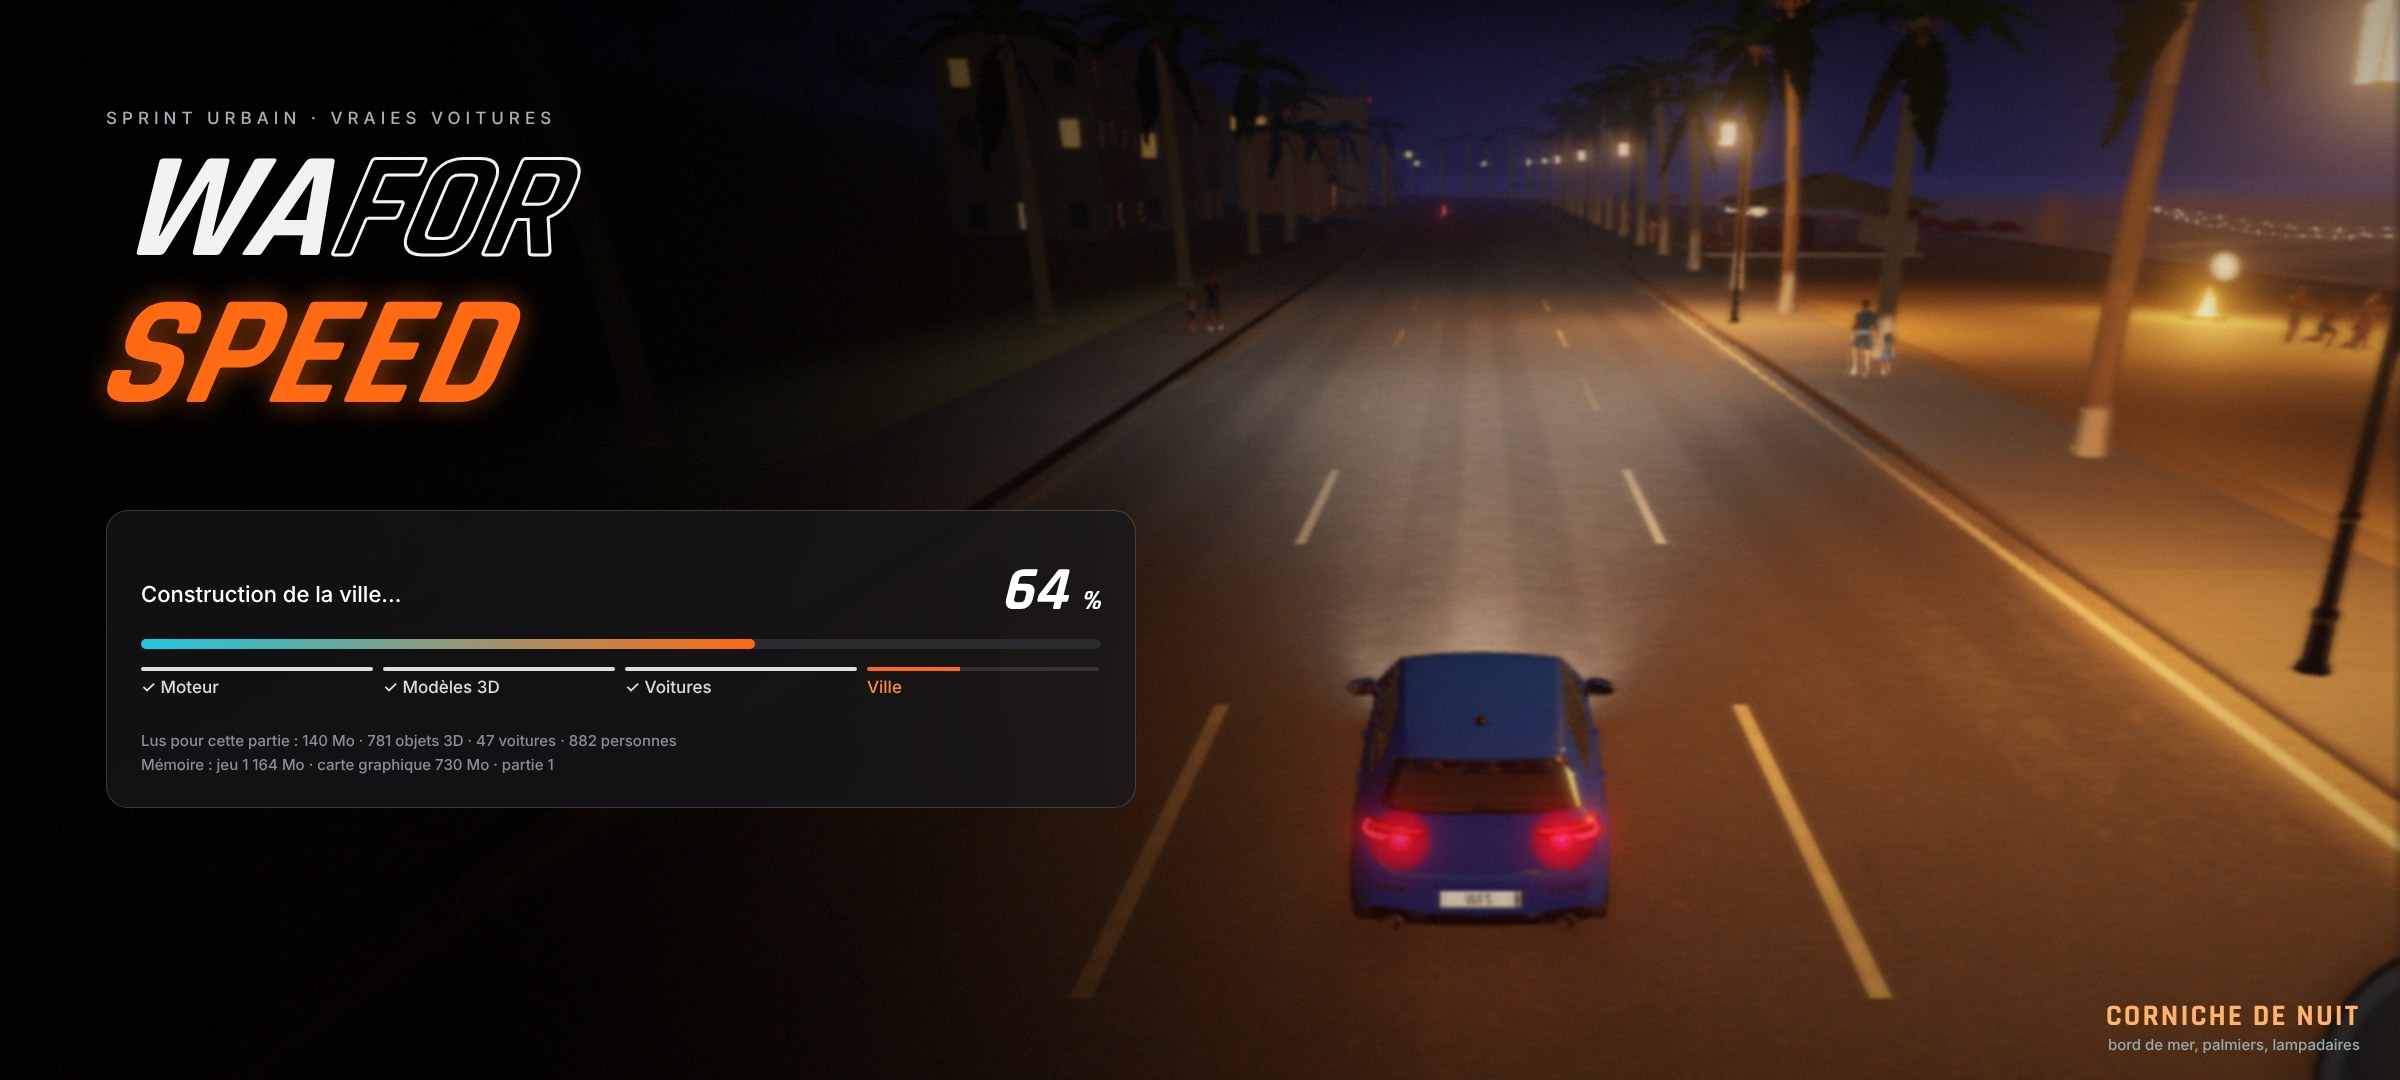 SPRINT URBAIN · VRAIES VOITURES
WAFOR
SPEED
Construction de la ville...
64 %
✓ Moteur ✓ Modèles 3D ✓ Voitures Ville
Lus pour cette partie : 140 Mo · 781 objets 3D · 47 voitures · 882 personnes
Mémoire : jeu 1 164 Mo · carte graphique 730 Mo · partie 1
WFS
CORNICHE DE NUIT
bord de mer, palmiers, lampadaires